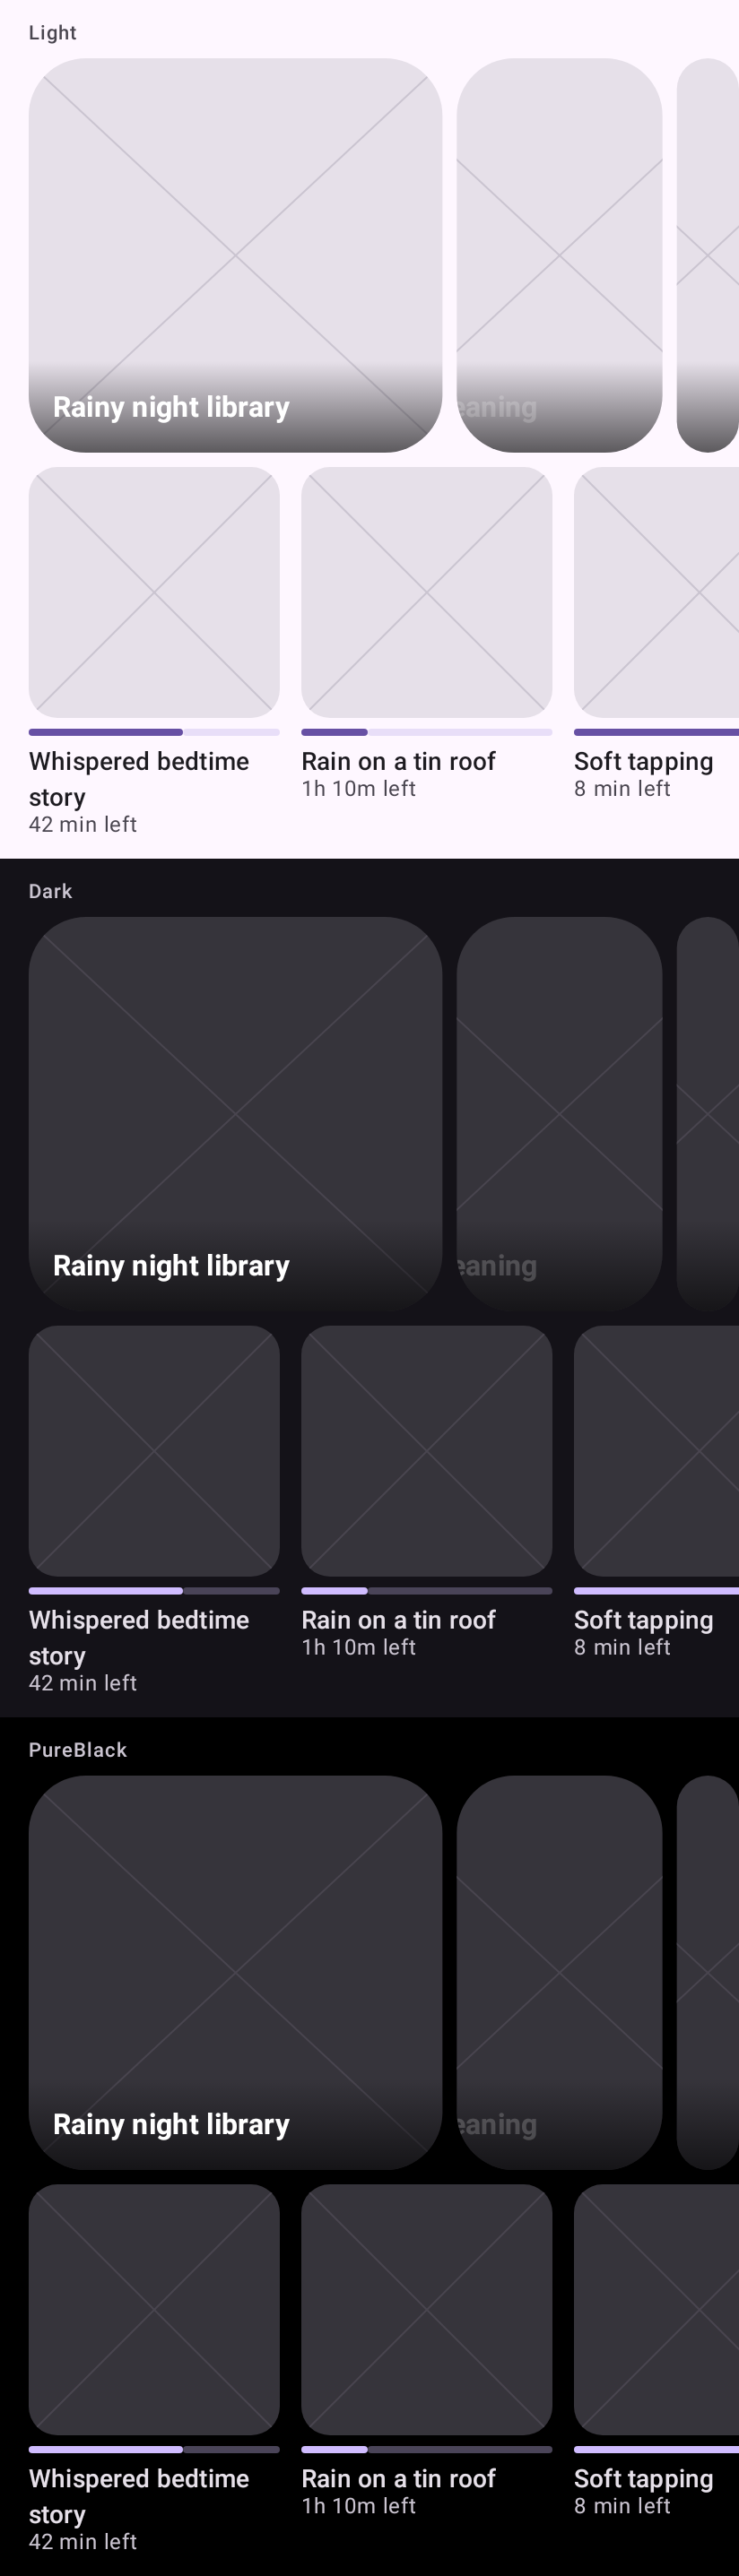 Light
Rainy night library
eaning
Whispered bedtime
story
42 min left
Rain on a tin roof
1h 10m left
Soft tapping
8 min left
Dark
Rainy night library
eaning
Whispered bedtime
story
42 min left
Rain on a tin roof
1h 10m left
Soft tapping
8 min left
PureBlack
Rainy night library
eaning
Whispered bedtime
story
42 min left
Rain on a tin roof
1h 10m left
Soft tapping
8 min left